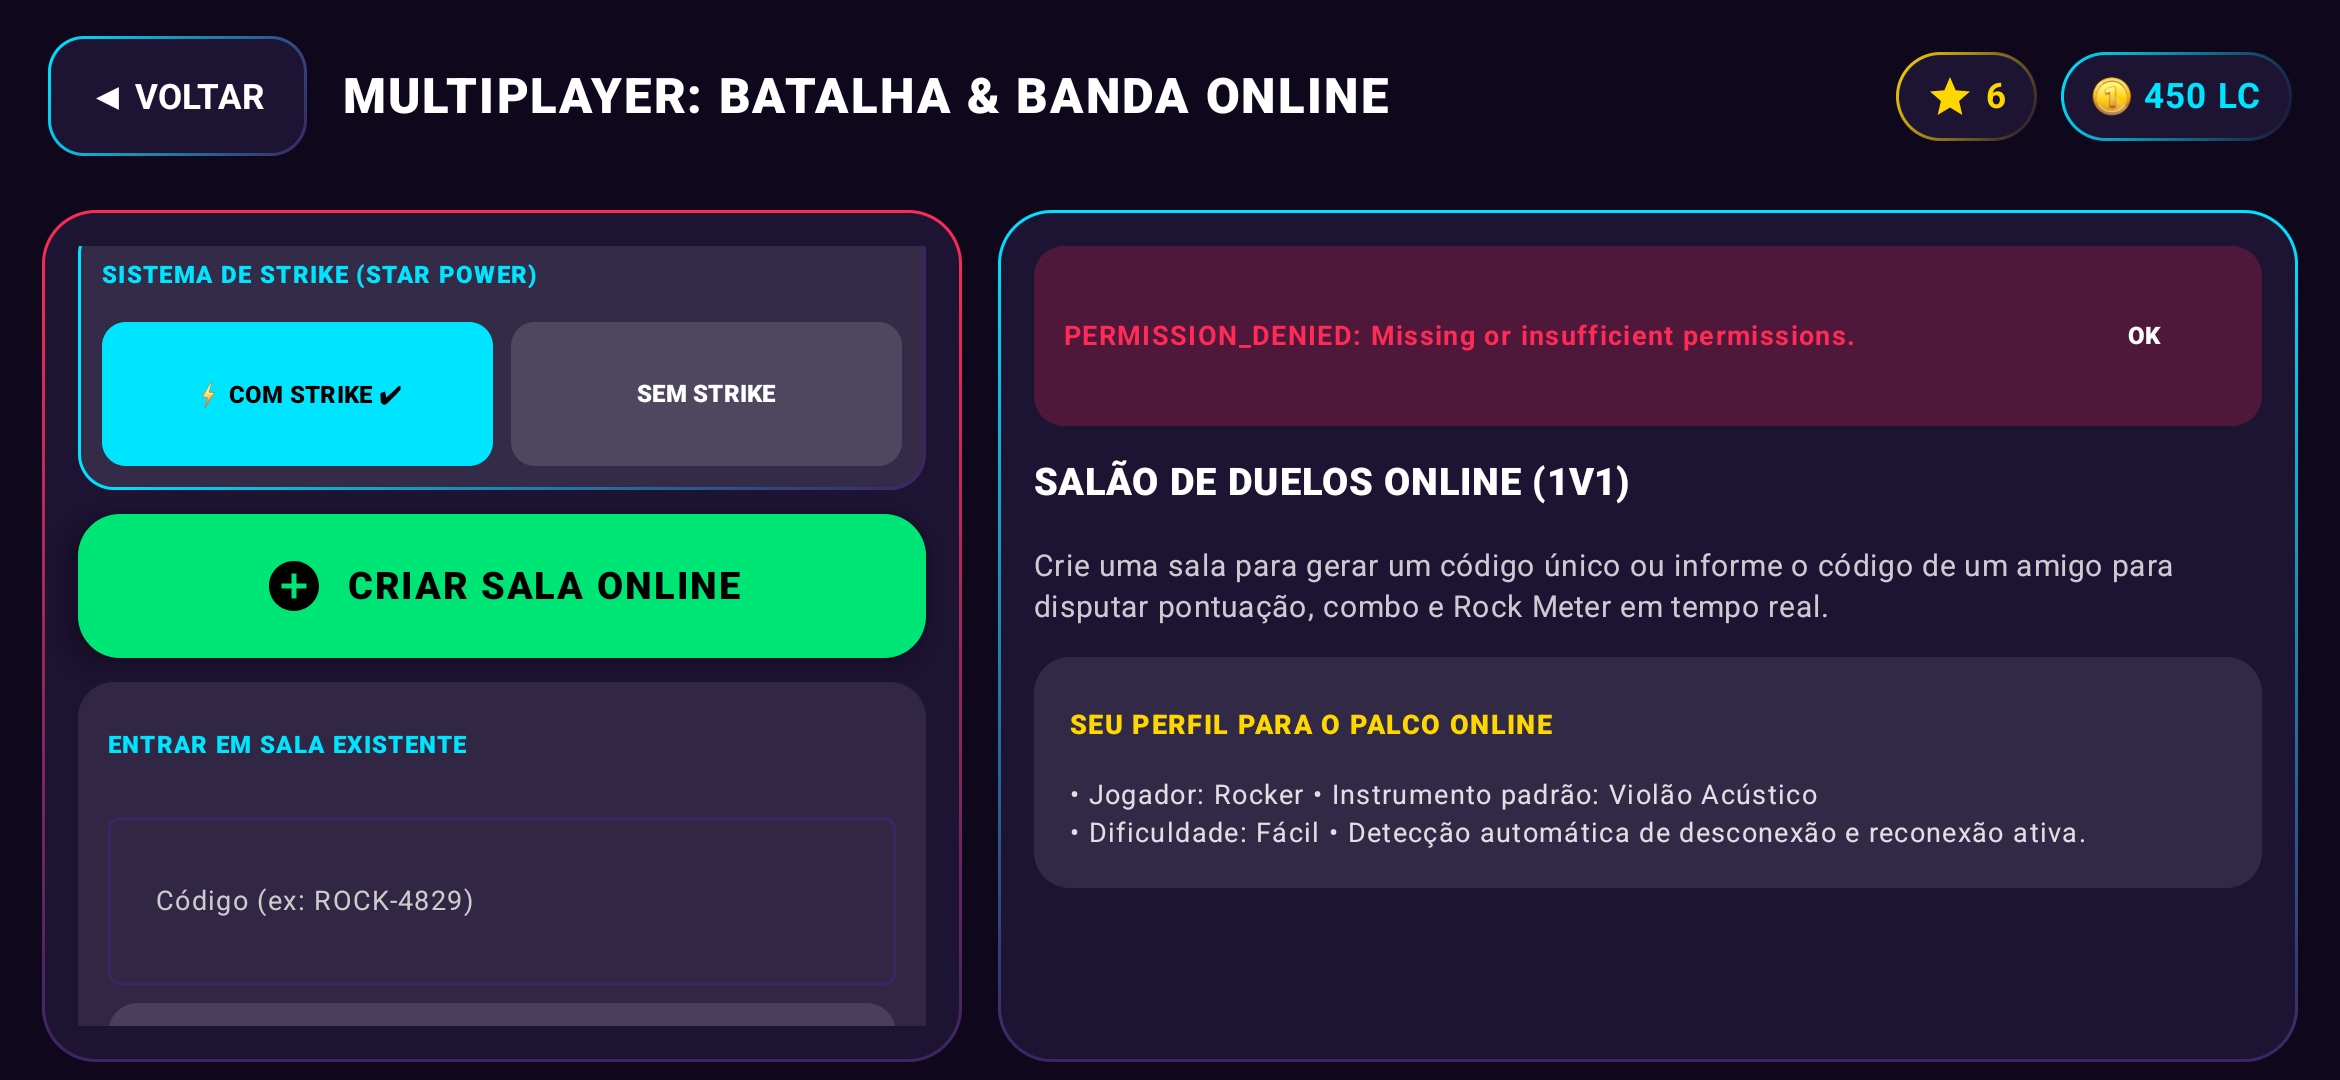 ◀ VOLTAR
MULTIPLAYER: BATALHA & BANDA ONLINE
★ 6
450 LC
SISTEMA DE STRIKE (STAR POWER)
⚡ COM STRIKE ✔
SEM STRIKE
CRIAR SALA ONLINE
ENTRAR EM SALA EXISTENTE
Código (ex: ROCK-4829)
PERMISSION_DENIED: Missing or insufficient permissions.
OK
SALÃO DE DUELOS ONLINE (1V1)
Crie uma sala para gerar um código único ou informe o código de um amigo para
disputar pontuação, combo e Rock Meter em tempo real.
SEU PERFIL PARA O PALCO ONLINE
• Jogador: Rocker • Instrumento padrão: Violão Acústico
• Dificuldade: Fácil • Detecção automática de desconexão e reconexão ativa.